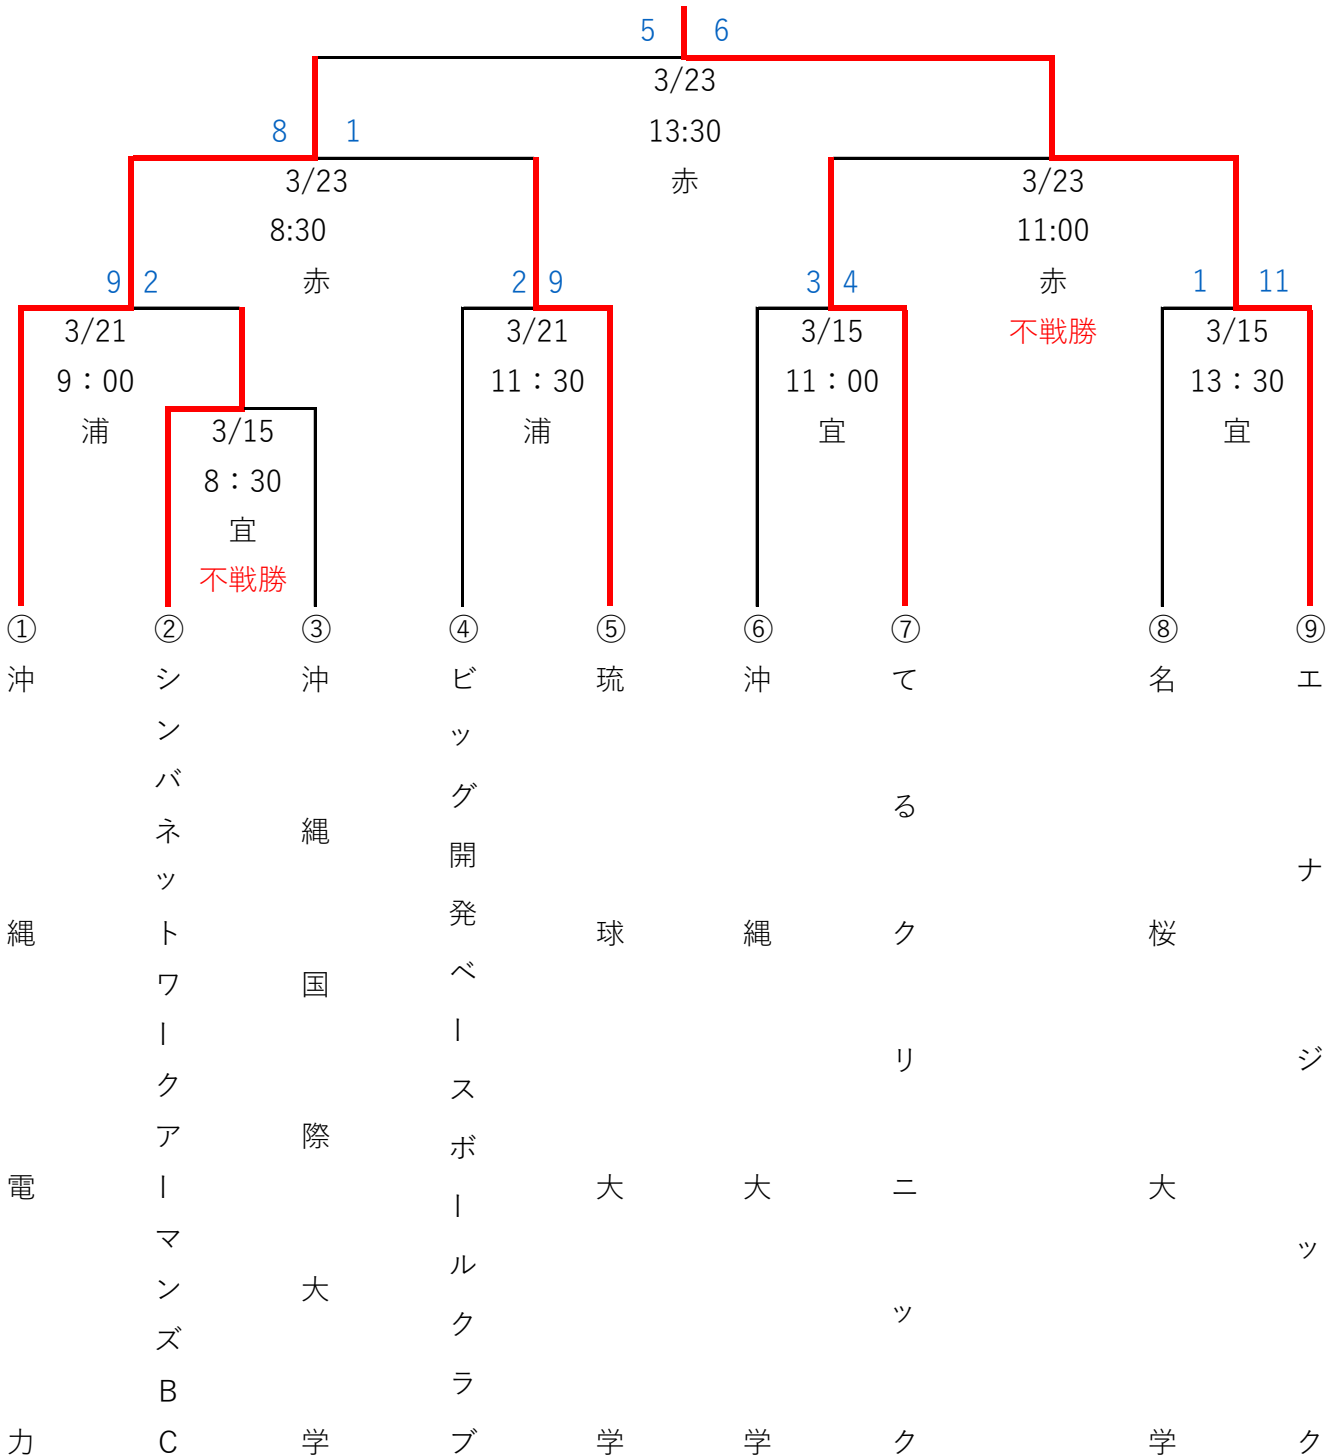 5 6
3/23
13:30
赤
8 1
3/23
8:30
赤
3/23
11:00
赤
不戦勝
9 2
3/21
9：00
浦
2 9
3/21
11：30
浦
3 4
3/15
11：00
宜
1 11
3/15
13：30
宜
3/15
8：30
宜
不戦勝
① ② ③ ④ ⑤ ⑥ ⑦ ⑧ ⑨
沖縄電力
シンバネットワークアーマンズBC
沖縄国際大学
ビッグ開発ベースボールクラブ
琉球大学
沖縄大学
てるクリニック
名桜大学
エナジック